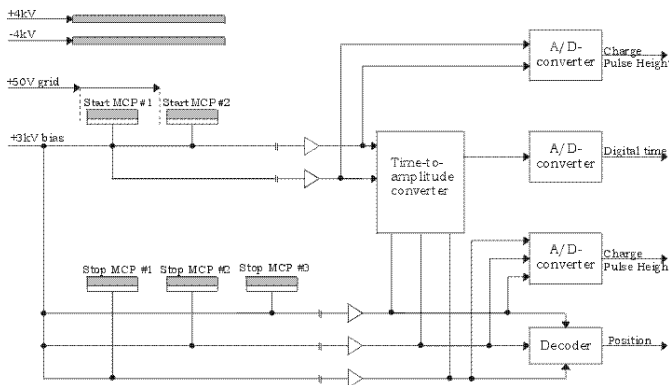 +4kV
-4kV
+50V grid
Start MCP #1
Start MCP #2
+3kV bias
Stop MCP #1
Stop MCP #2
Stop MCP #3
Time-to-
amplitude
converter
A/D-
converter
Charge
Pulse Height
A/D-
converter
Digital time
A/D-
converter
Charge
Pulse Heigh
Decoder
Position